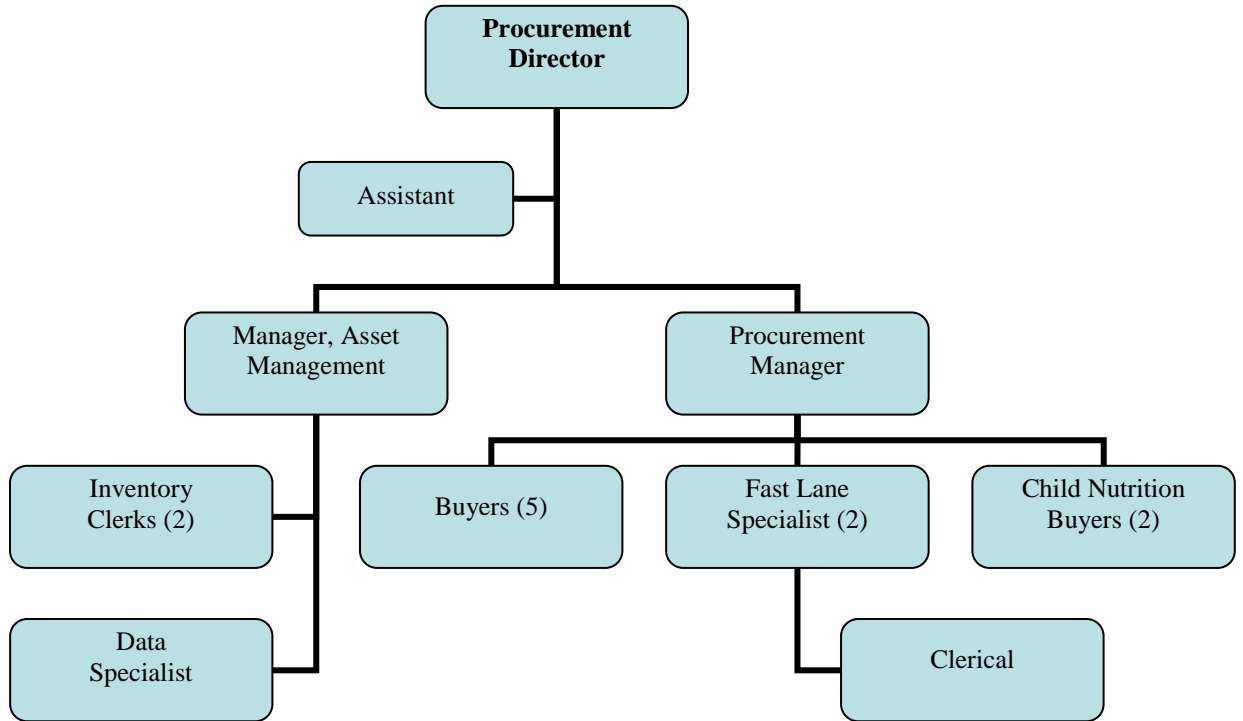 Procurement
Director
Assistant
Manager, Asset
Management
Procurement
Manager
Inventory
Clerks (2)
Buyers (5)
Fast Lane
Specialist (2)
Child Nutrition
Buyers (2)
Data
Specialist
Clerical